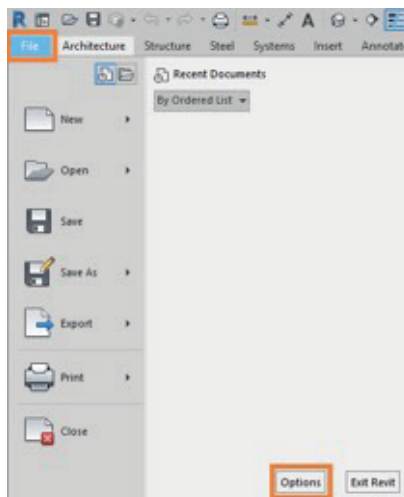 File Architecture Structure Steel Systems Insert Annotat
Recent Documents
By Ordered List
New
Open
Save
Save As
Export
Print
Close
Options Exit Revit